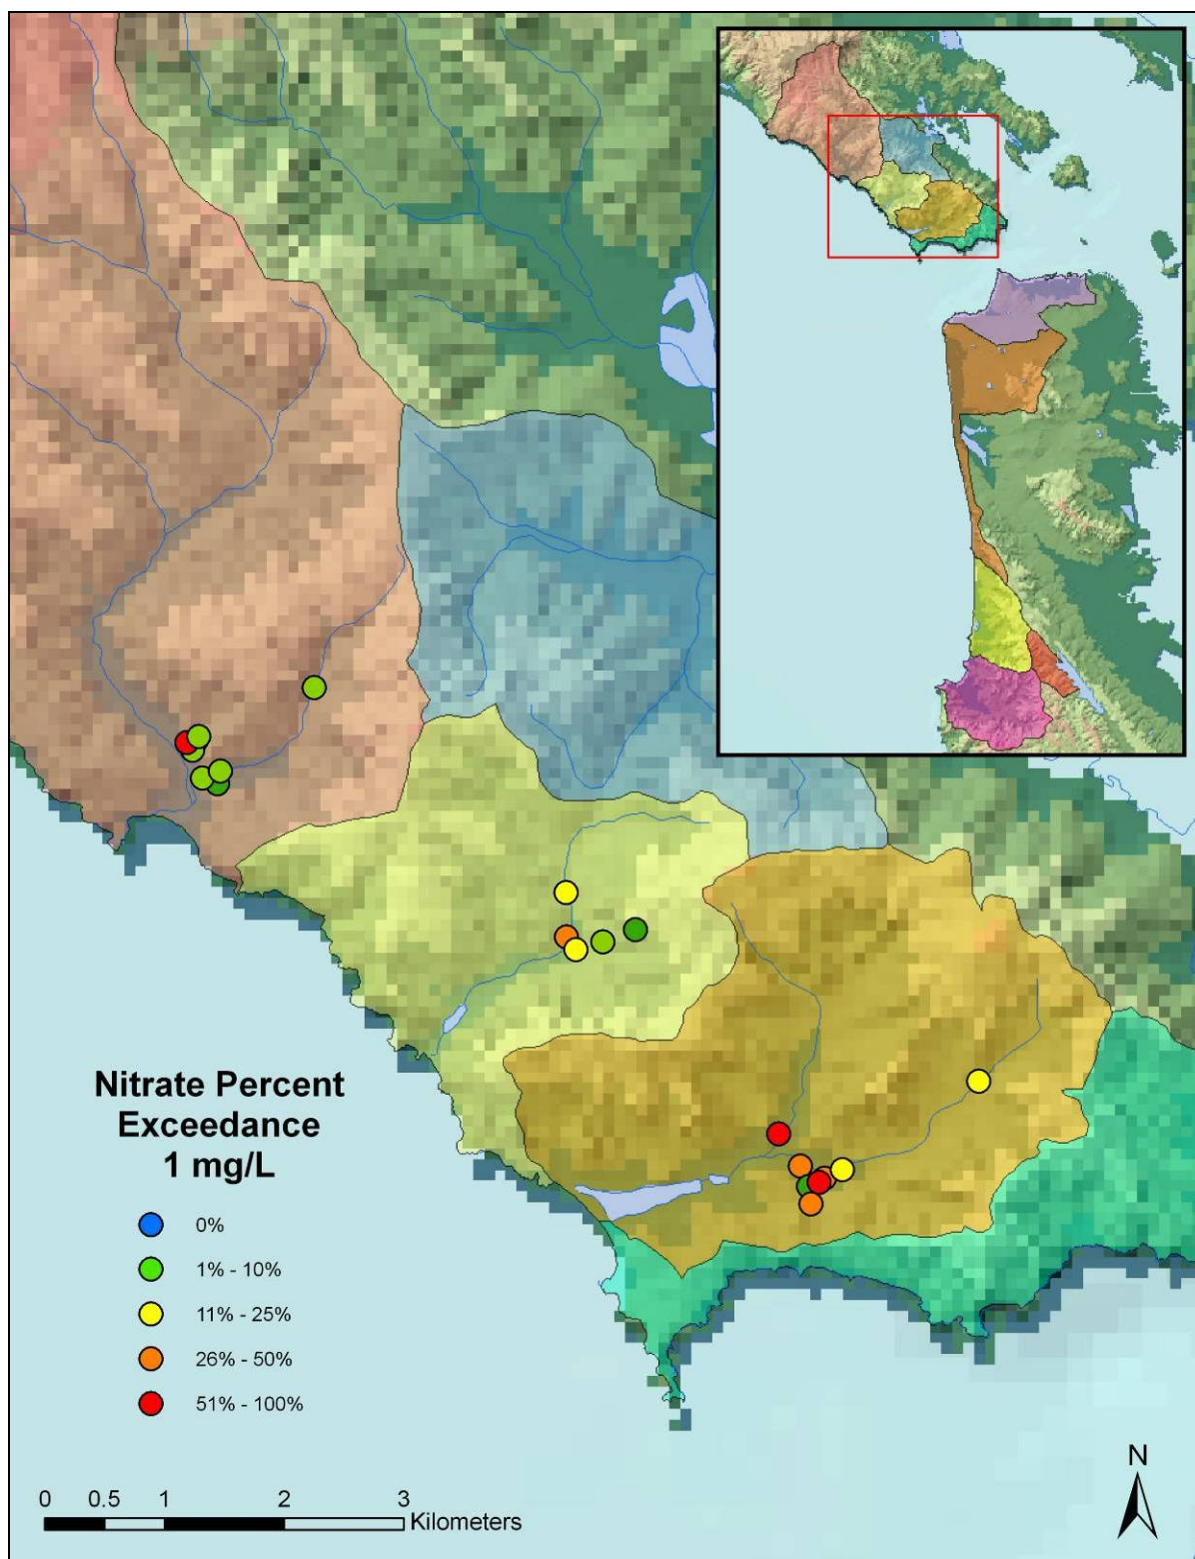 Nitrate Percent
Exceedance
1 mg/L
0%
1% - 10%
11% - 25%
26% - 50%
51% - 100%
0 0.5 1 2 3
Kilometers
N